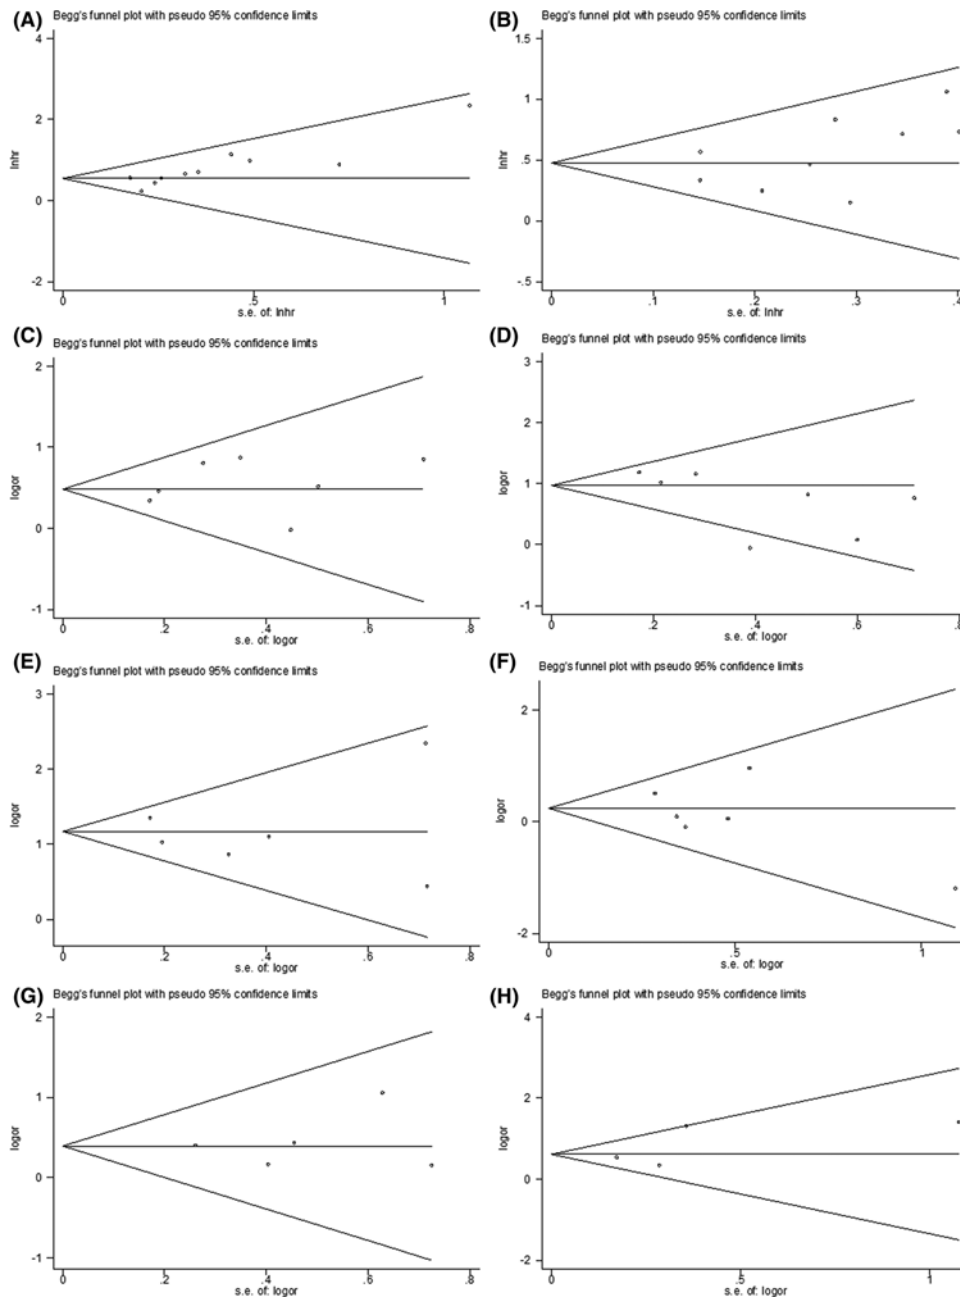 (A) Begg's funnel plot with pseudo 95% confidence limits
4
2
0
-2
lnhr
0 .5 1
s.e. of: lnhr
(B) Begg's funnel plot with pseudo 95% confidence limits
1.5
1
.5
0
-.5
lnhr
0 .1 .2 .3 .4
s.e. of: lnhr
(C) Begg's funnel plot with pseudo 95% confidence limits
2
1
0
-1
logor
0 .2 .4 .6 .8
s.e. of: logor
(D) Begg's funnel plot with pseudo 95% confidence limits
3
2
1
0
-1
logor
0 .2 .4 .6 .8
s.e. of: logor
(E) Begg's funnel plot with pseudo 95% confidence limits
3
2
1
0
logor
0 .2 .4 .6 .8
s.e. of: logor
(F) Begg's funnel plot with pseudo 95% confidence limits
2
0
-2
logor
0 .5 1
s.e. of: logor
(G) Begg's funnel plot with pseudo 95% confidence limits
2
1
0
-1
logor
0 .2 .4 .6 .8
s.e. of: logor
(H) Begg's funnel plot with pseudo 95% confidence limits
4
2
0
-2
logor
0 .5 1
s.e. of: logor